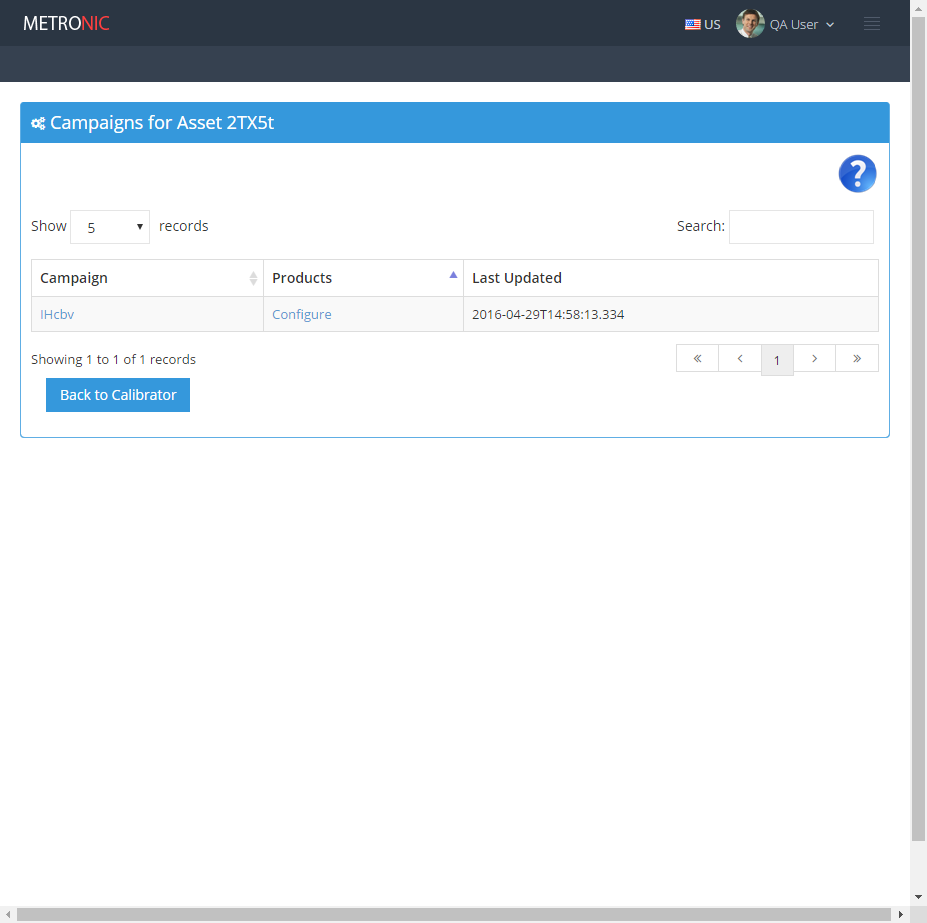 METRONIC
US
QA User
Campaigns for Asset 2TX5t
?
Show 5 records
Search:
Campaign Products Last Updated
IHcbv Configure 2016-04-29T14:58:13.334
Showing 1 to 1 of 1 records
« ‹ 1 › »
Back to Calibrator